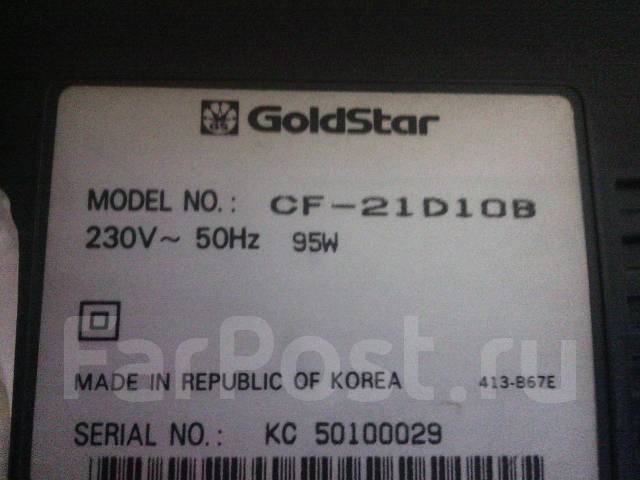 GS GoldStar
MODEL NO.: CF-21D10B
230V~ 50Hz 95W
FarPost.ru
MADE IN REPUBLIC OF KOREA 413-B67E
SERIAL NO.: KC 50100029